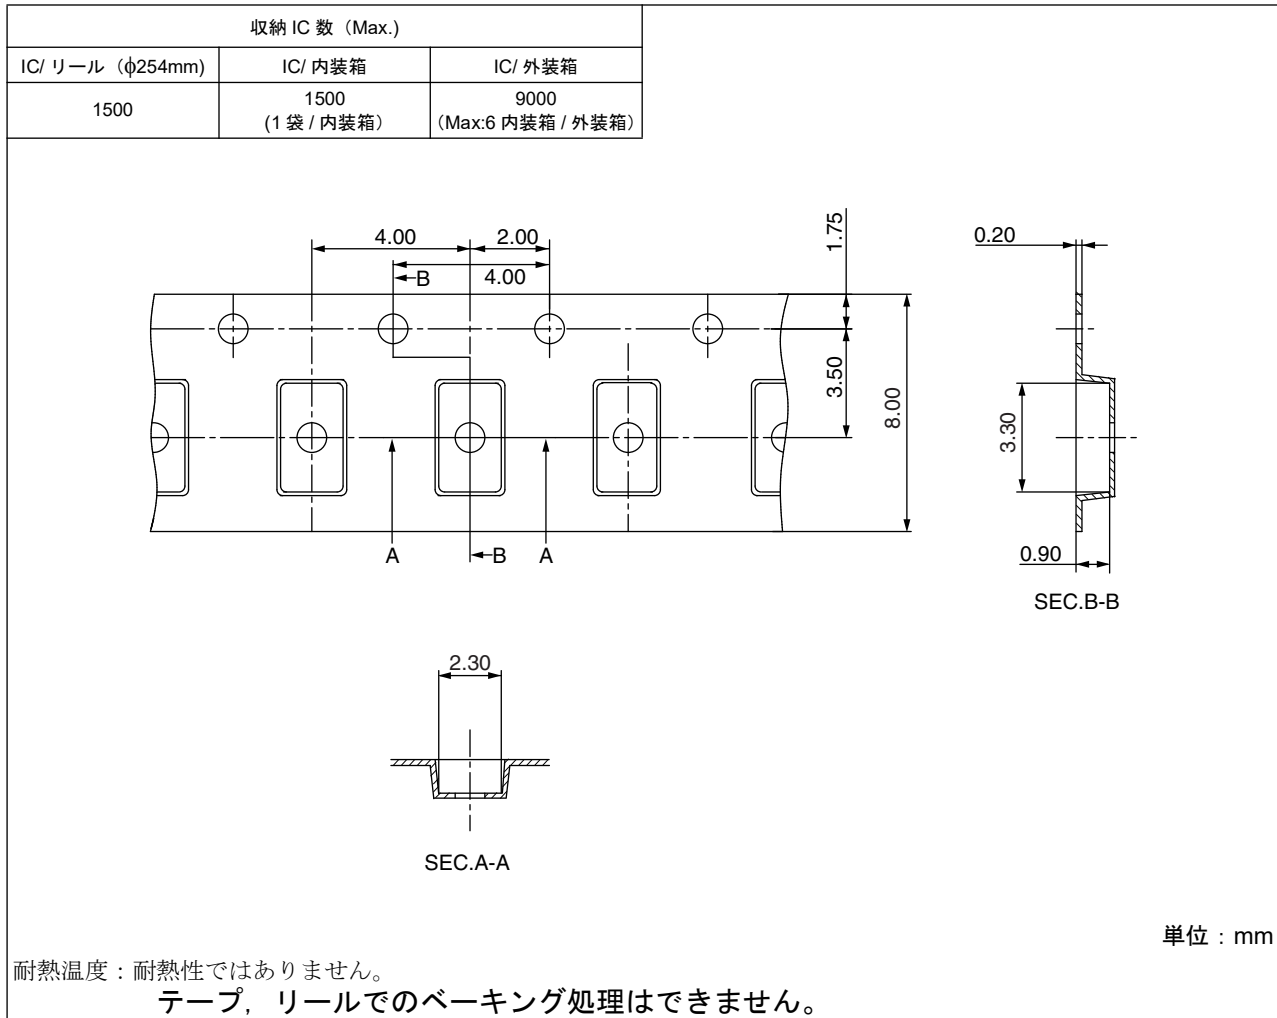 収納 IC 数（Max.)
IC/ リール（ф254mm)
IC/ 内装箱
IC/ 外装箱
1500
1500
(1 袋 / 内装箱）
9000
（Max:6 内装箱 / 外装箱）
4.00
2.00
4.00
B
1.75
3.50
8.00
A
B
A
0.20
3.30
0.90
SEC.B-B
2.30
SEC.A-A
単位：mm
耐熱温度：耐熱性ではありません。
テープ，リールでのベーキング処理はできません。